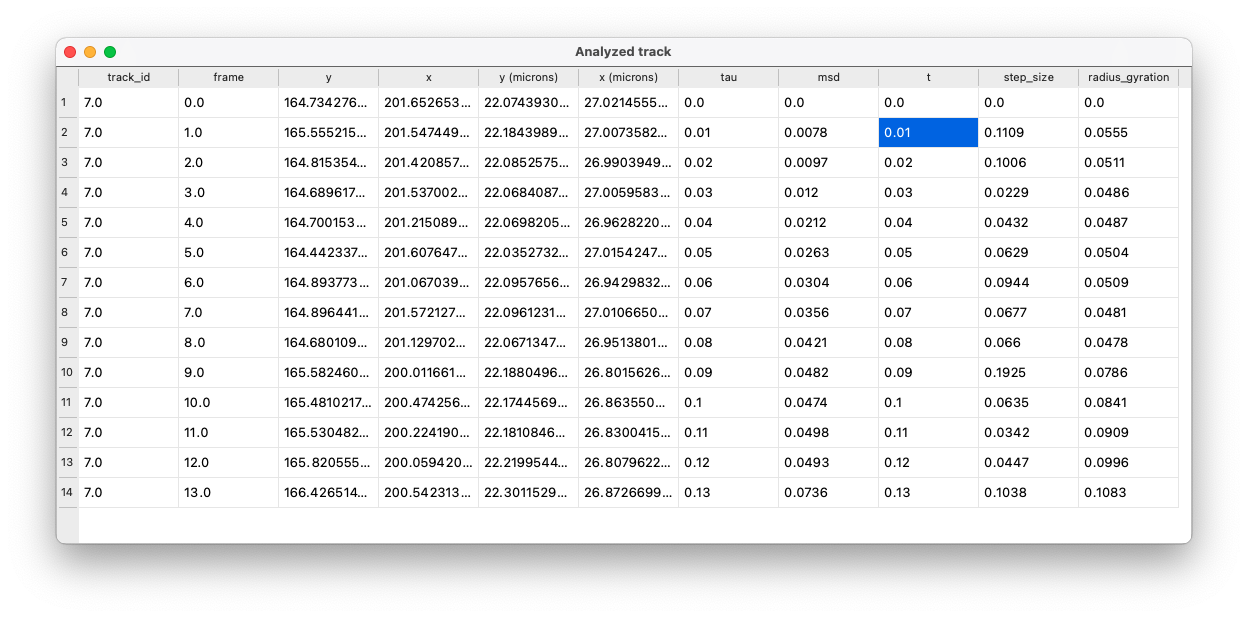 Analyzed track
track_id frame y x y (microns) x (microns) tau msd t step_size radius_gyration
1 7.0 0.0 164.734276... 201.652653... 22.0743930... 27.0214555... 0.0 0.0 0.0 0.0 0.0
2 7.0 1.0 165.555215... 201.547449... 22.1843989... 27.0073582... 0.01 0.0078 0.01 0.1109 0.0555
3 7.0 2.0 164.815354... 201.420857... 22.0852575... 26.9903949... 0.02 0.0097 0.02 0.1006 0.0511
4 7.0 3.0 164.689617... 201.537002... 22.0684087... 27.0059583... 0.03 0.012 0.03 0.0229 0.0486
5 7.0 4.0 164.700153... 201.215089... 22.0698205... 26.9628220... 0.04 0.0212 0.04 0.0432 0.0487
6 7.0 5.0 164.442337... 201.607647... 22.0352732... 27.0154247... 0.05 0.0263 0.05 0.0629 0.0504
7 7.0 6.0 164.893773... 201.067039... 22.0957656... 26.9429832... 0.06 0.0304 0.06 0.0944 0.0509
8 7.0 7.0 164.896441... 201.572127... 22.0961231... 27.0106650... 0.07 0.0356 0.07 0.0677 0.0481
9 7.0 8.0 164.680109... 201.129702... 22.0671347... 26.9513801... 0.08 0.0421 0.08 0.066 0.0478
10 7.0 9.0 165.582460... 200.011661... 22.1880496... 26.8015626... 0.09 0.0482 0.09 0.1925 0.0786
11 7.0 10.0 165.4810217... 200.474256... 22.1744569... 26.863550... 0.1 0.0474 0.1 0.0635 0.0841
12 7.0 11.0 165.530482... 200.224190... 22.1810846... 26.8300415... 0.11 0.0498 0.11 0.0342 0.0909
13 7.0 12.0 165.820555... 200.059420... 22.2199544... 26.8079622... 0.12 0.0493 0.12 0.0447 0.0996
14 7.0 13.0 166.426514... 200.542313... 22.3011529... 26.8726699... 0.13 0.0736 0.13 0.1038 0.1083